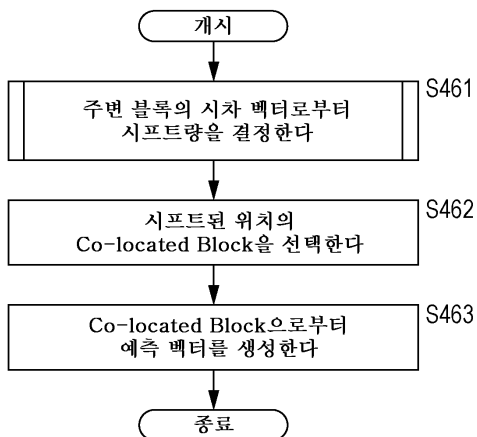 개시
주변 블록의 시차 벡터로부터
시프트량을 결정한다
S461
시프트된 위치의
Co-located Block을 선택한다
S462
Co-located Block으로부터
예측 벡터를 생성한다
S463
종료